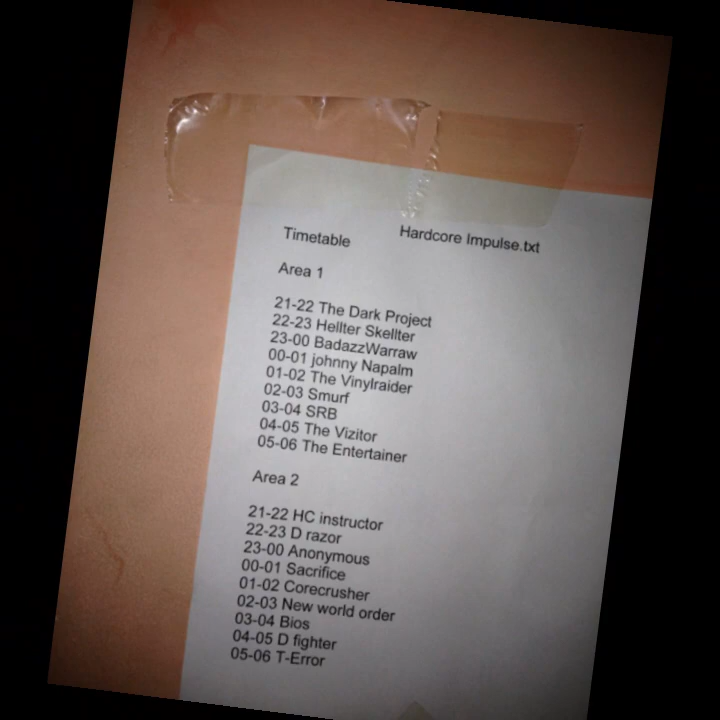 Timetable Hardcore Impulse.txt
Area 1
21-22 The Dark Project
22-23 Hellter Skellter
23-00 BadazzWarraw
00-01 johnny Napalm
01-02 The Vinylraider
02-03 Smurf
03-04 SRB
04-05 The Vizitor
05-06 The Entertainer
Area 2
21-22 HC instructor
22-23 D razor
23-00 Anonymous
00-01 Sacrifice
01-02 Corecrusher
02-03 New world order
03-04 Bios
04-05 D fighter
05-06 T-Error